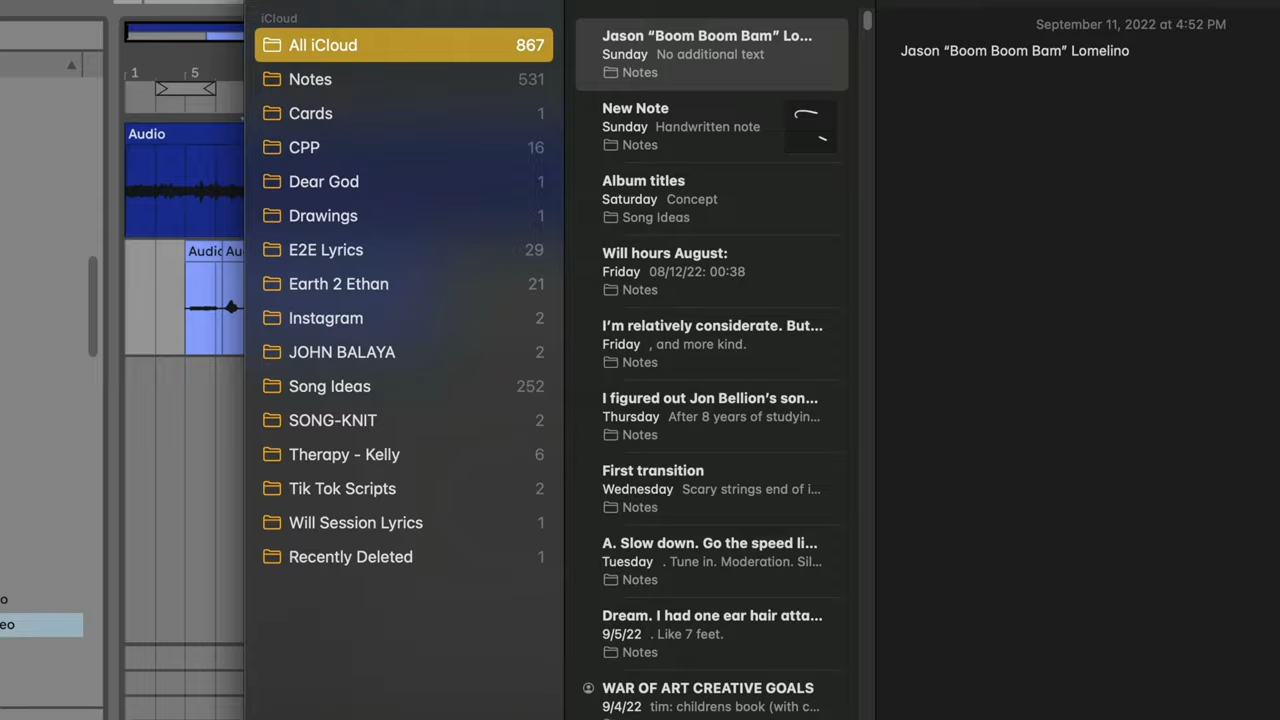 1
5
Audio
Audic Au
o
eo
iCloud
All iCloud 867
Notes 531
Cards 1
CPP 16
Dear God 1
Drawings 1
E2E Lyrics 29
Earth 2 Ethan 21
Instagram 2
JOHN BALAYA 2
Song Ideas 252
SONG-KNIT 2
Therapy - Kelly 6
Tik Tok Scripts 2
Will Session Lyrics 1
Recently Deleted 1
Jason “Boom Boom Bam” Lo...
Sunday No additional text
Notes
New Note
Sunday Handwritten note
Notes
Album titles
Saturday Concept
Song Ideas
Will hours August:
Friday 08/12/22: 00:38
Notes
I’m relatively considerate. But...
Friday , and more kind.
Notes
I figured out Jon Bellion’s son...
Thursday After 8 years of studyin...
Notes
First transition
Wednesday Scary strings end of i...
Notes
A. Slow down. Go the speed li...
Tuesday . Tune in. Moderation. Sil...
Notes
Dream. I had one ear hair atta...
9/5/22 . Like 7 feet.
Notes
WAR OF ART CREATIVE GOALS
9/4/22 tim: childrens book (with c...
September 11, 2022 at 4:52 PM
Jason “Boom Boom Bam” Lomelino